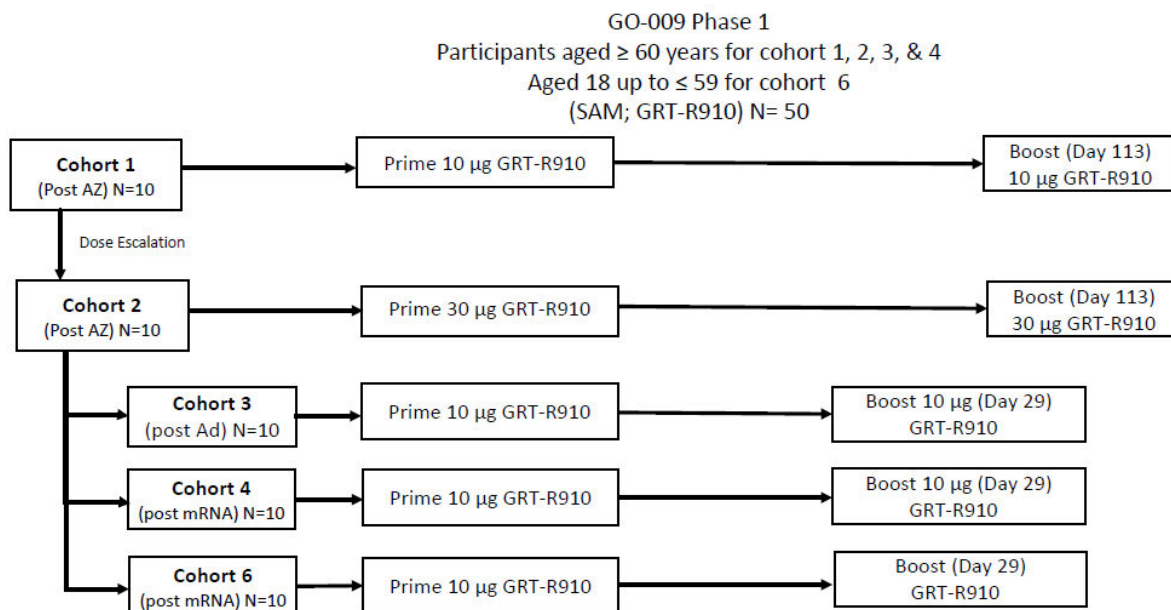 GO-009 Phase 1
Participants aged ≥ 60 years for cohort 1, 2, 3, & 4
Aged 18 up to ≤ 59 for cohort 6
(SAM; GRT-R910) N= 50
Cohort 1
(Post AZ) N=10
Prime 10 µg GRT-R910
Boost (Day 113)
10 µg GRT-R910
Dose Escalation
Cohort 2
(Post AZ) N=10
Prime 30 µg GRT-R910
Boost (Day 113)
30 µg GRT-R910
Cohort 3
(post Ad) N=10
Prime 10 µg GRT-R910
Boost 10 µg (Day 29)
GRT-R910
Cohort 4
(post mRNA) N=10
Prime 10 µg GRT-R910
Boost 10 µg (Day 29)
GRT-R910
Cohort 6
(post mRNA) N=10
Prime 10 µg GRT-R910
Boost (Day 29)
GRT-R910